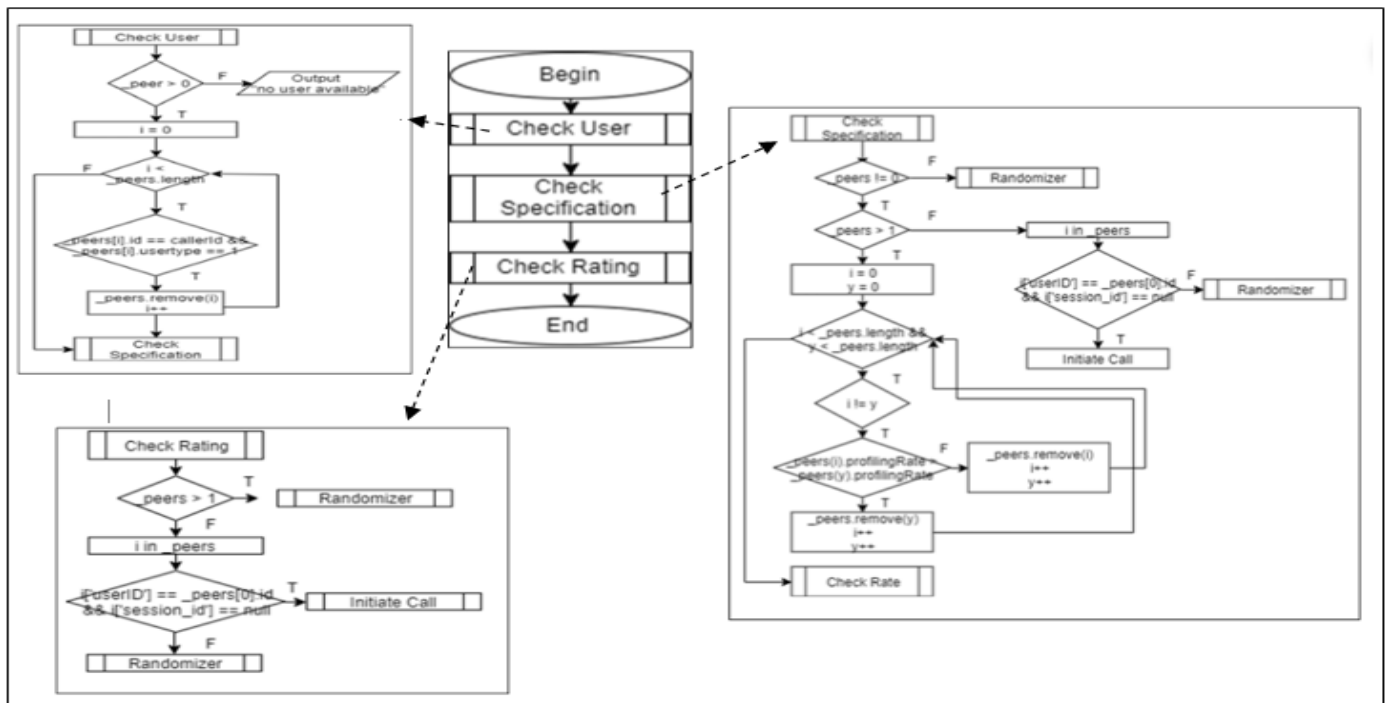 Check User
_peer > 0
F
Output
"no user available"
T
i = 0
F
i <
_peers.length
T
_peers[i].id == callerId &&
_peers[i].usertype == 1
T
_peers.remove(i)
i++
Check
Specification
Begin
Check User
Check
Specification
Check Rating
End
Check
Specification
_peers != 0
F
Randomizer
T
_peers > 1
F
i in _peers
T
i = 0
y = 0
i['userID'] == _peers[0].id
&& i['session_id'] == null
F
Randomizer
T
Initiate Call
i < _peers.length &&
y < _peers.length
T
i != y
T
_peers(i).profilingRate
_peers(y).profilingRate
F
_peers.remove(i)
i++
y++
T
_peers.remove(y)
i++
y++
Check Rate
Check Rating
_peers > 1
T
Randomizer
F
i in _peers
i['userID'] == _peers[0].id
&& i['session_id'] == null
T
Initiate Call
F
Randomizer